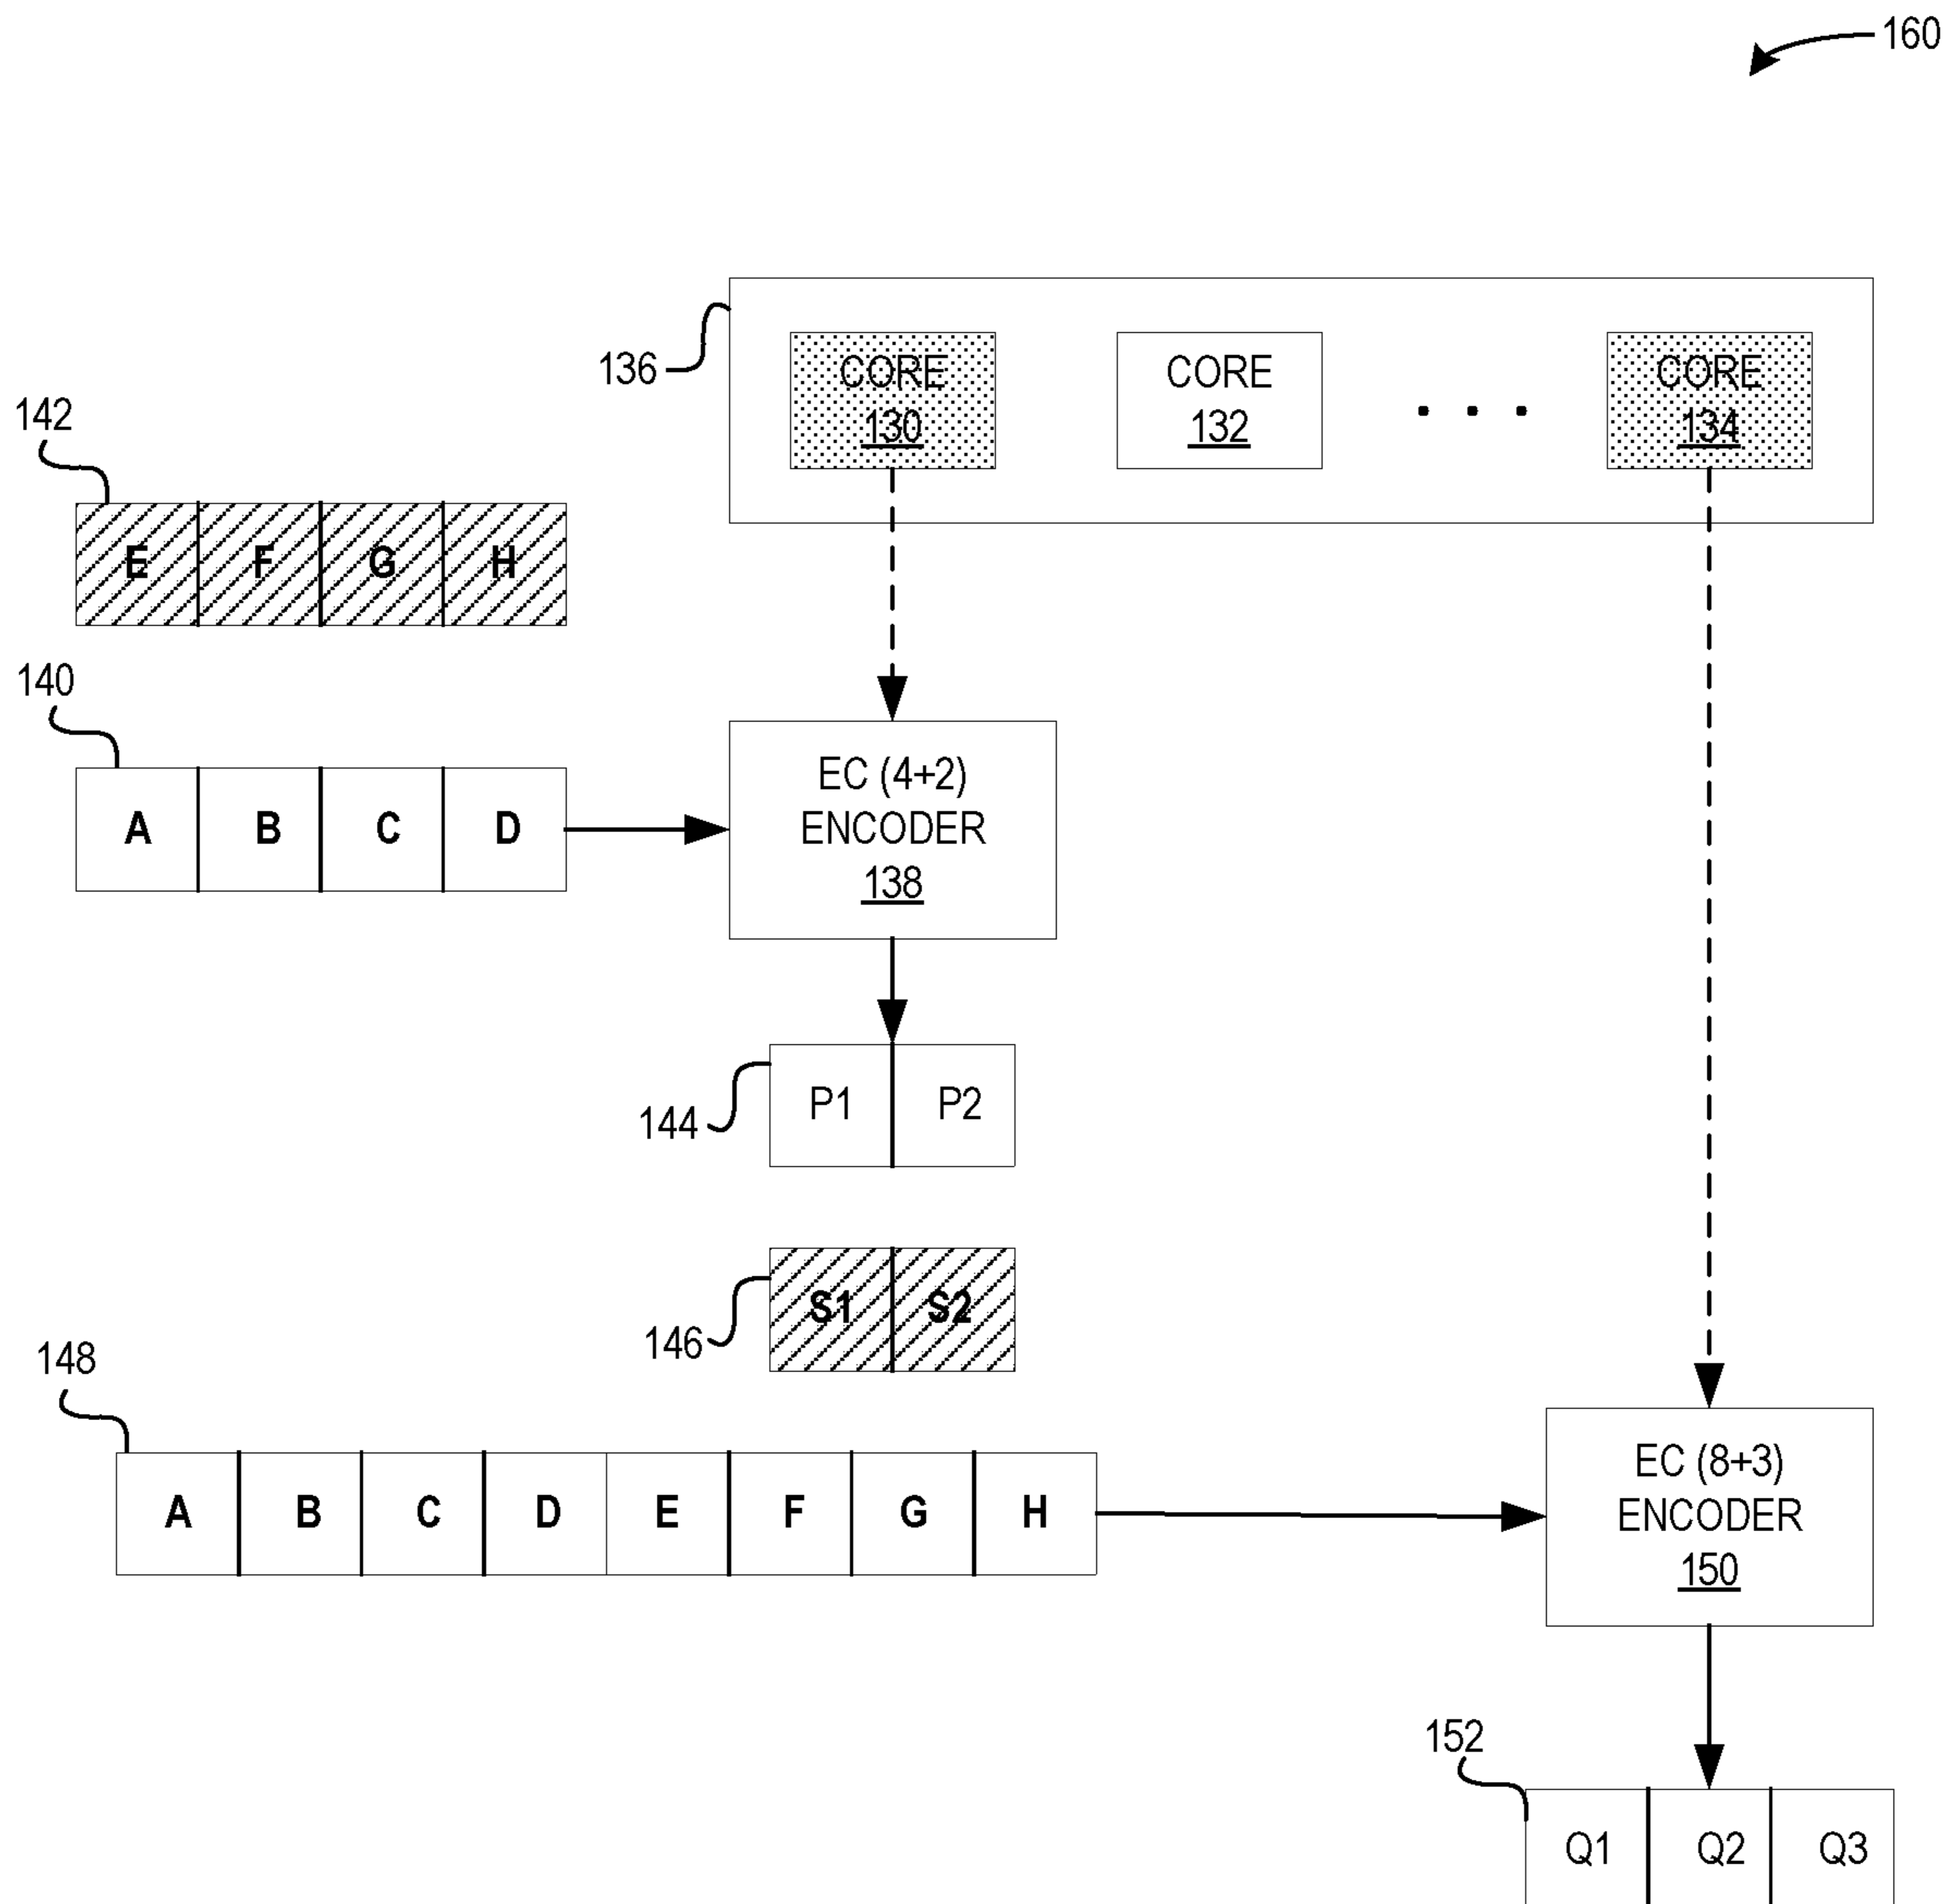 160
136
CORE
130
CORE
132
. . .
CORE
134
142
E F G H
140
A B C D
EC (4+2)
ENCODER
138
144
P1 P2
146
S1 S2
148
A B C D E F G H
EC (8+3)
ENCODER
150
152
Q1 Q2 Q3